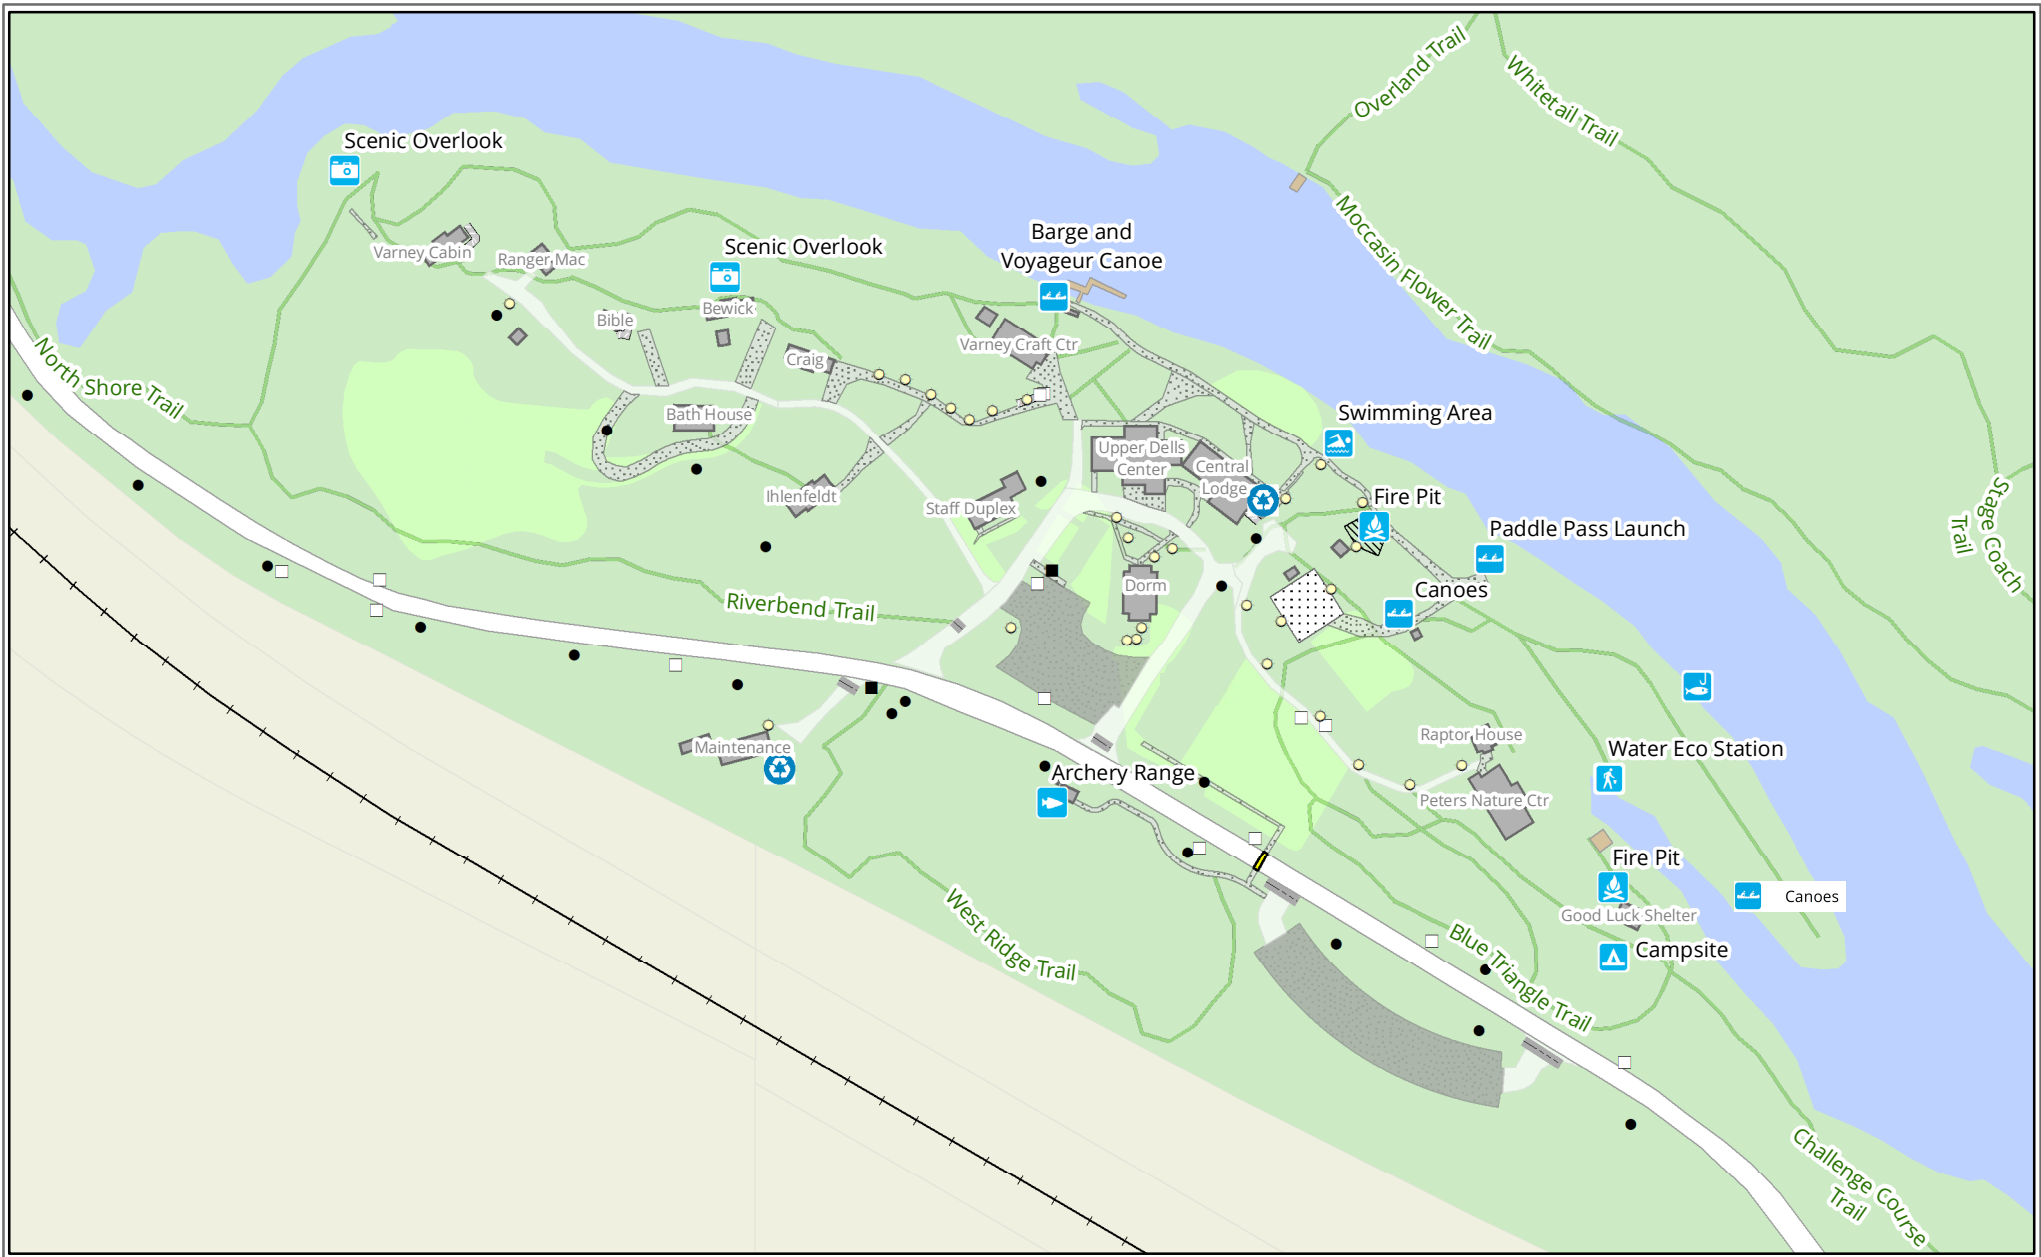 Overland Trail
Whitetail Trail
Scenic Overlook
Moccasin Flower Trail
Barge and
Voyageur Canoe
Scenic Overlook
Varney Cabin
Ranger Mac
Bewick
Bible
Varney Craft Ctr
Craig
North Shore Trail
Bath House
Swimming Area
Upper Dells
Center
Central
Lodge
Ihlenfeldt
Staff Duplex
Fire Pit
Paddle Pass Launch
Stage Coach
Trail
Dorm
Canoes
Riverbend Trail
Raptor House
Maintenance
Water Eco Station
Archery Range
Peters Nature Ctr
Fire Pit
Canoes
Good Luck Shelter
West Ridge Trail
Blue Triangle Trail
Campsite
Challenge Course
Trail